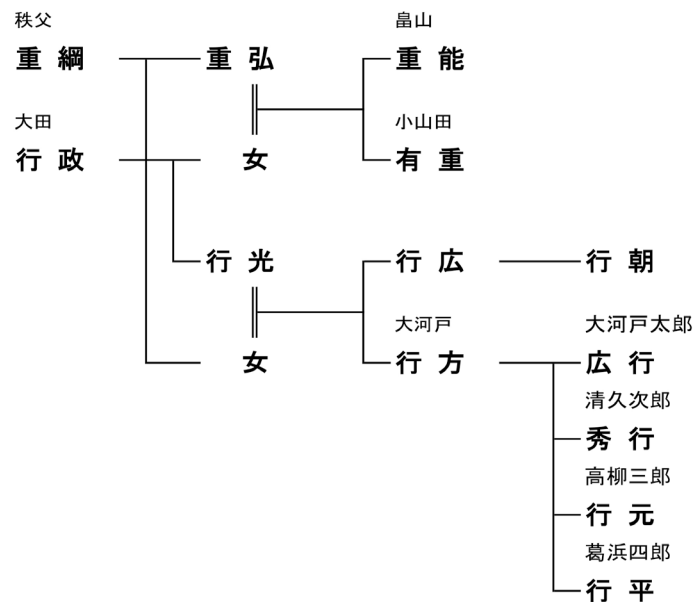 秩父
重綱
重弘
畠山
重能
大田
行政
女
小山田
有重
行光
行広
行朝
女
大河戸
行方
大河戸太郎
広行
清久次郎
秀行
高柳三郎
行元
葛浜四郎
行平